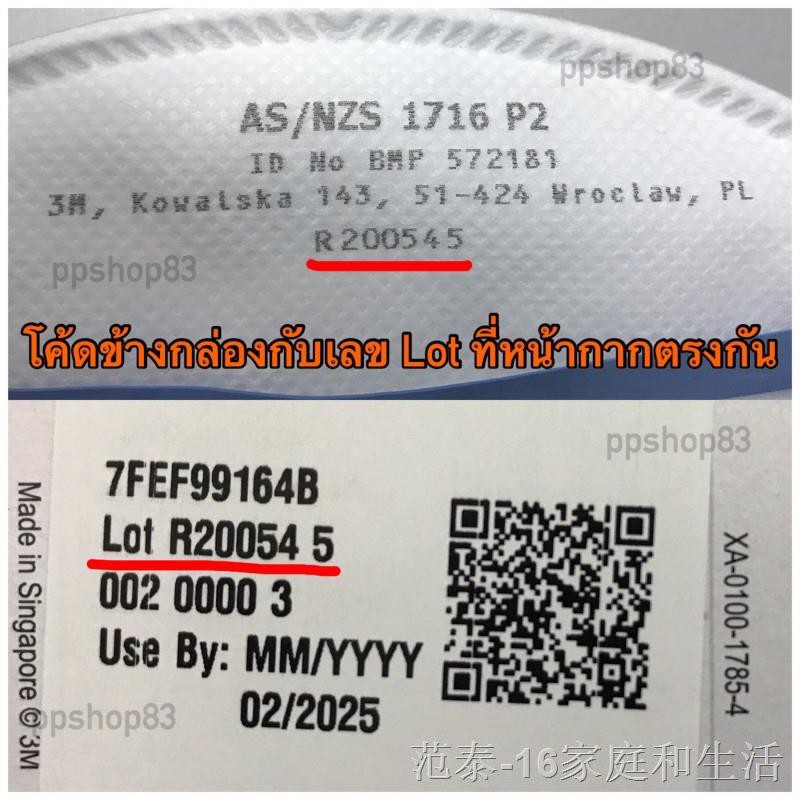 ppshop83
AS/NZS 1716 P2
ID No BMP 572181
3M, Kowalska 143, 51-424 Wroclaw, PL
R200545
ppshop83
โค้ดข้างกล่องกับเลข Lot ที่หน้ากากตรงกัน
ppshop83
7FEF99164B
Lot R20054 5
002 0000 3
Use By: MM/YYYY
02/2025
Made in Singapore © 3M
XA-0100-1785-4
ppshop83
范泰-16家庭和生活